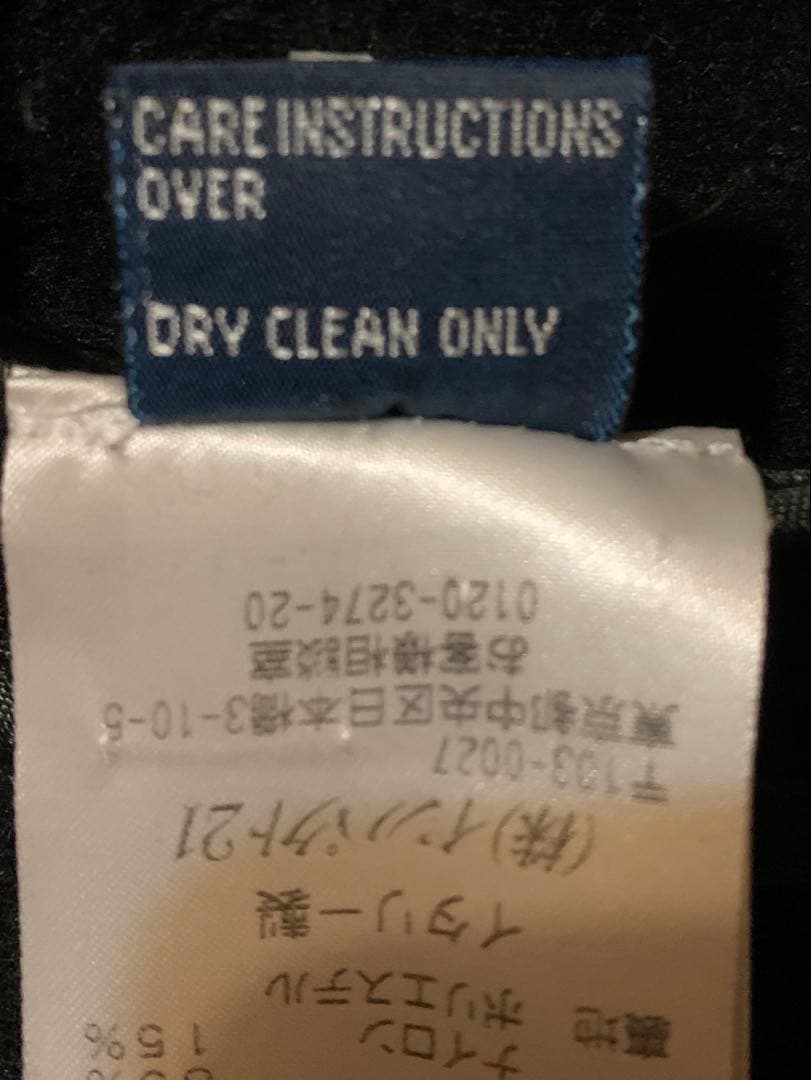 CARE INSTRUCTIONS
OVER
DRY CLEAN ONLY
ナイロン 15%
裏地 ポリエステル
イタリー製
(株)インパクト21
〒103-0027
東京都中央区日本橋3-10-5
お客様相談室
0120-3274-20